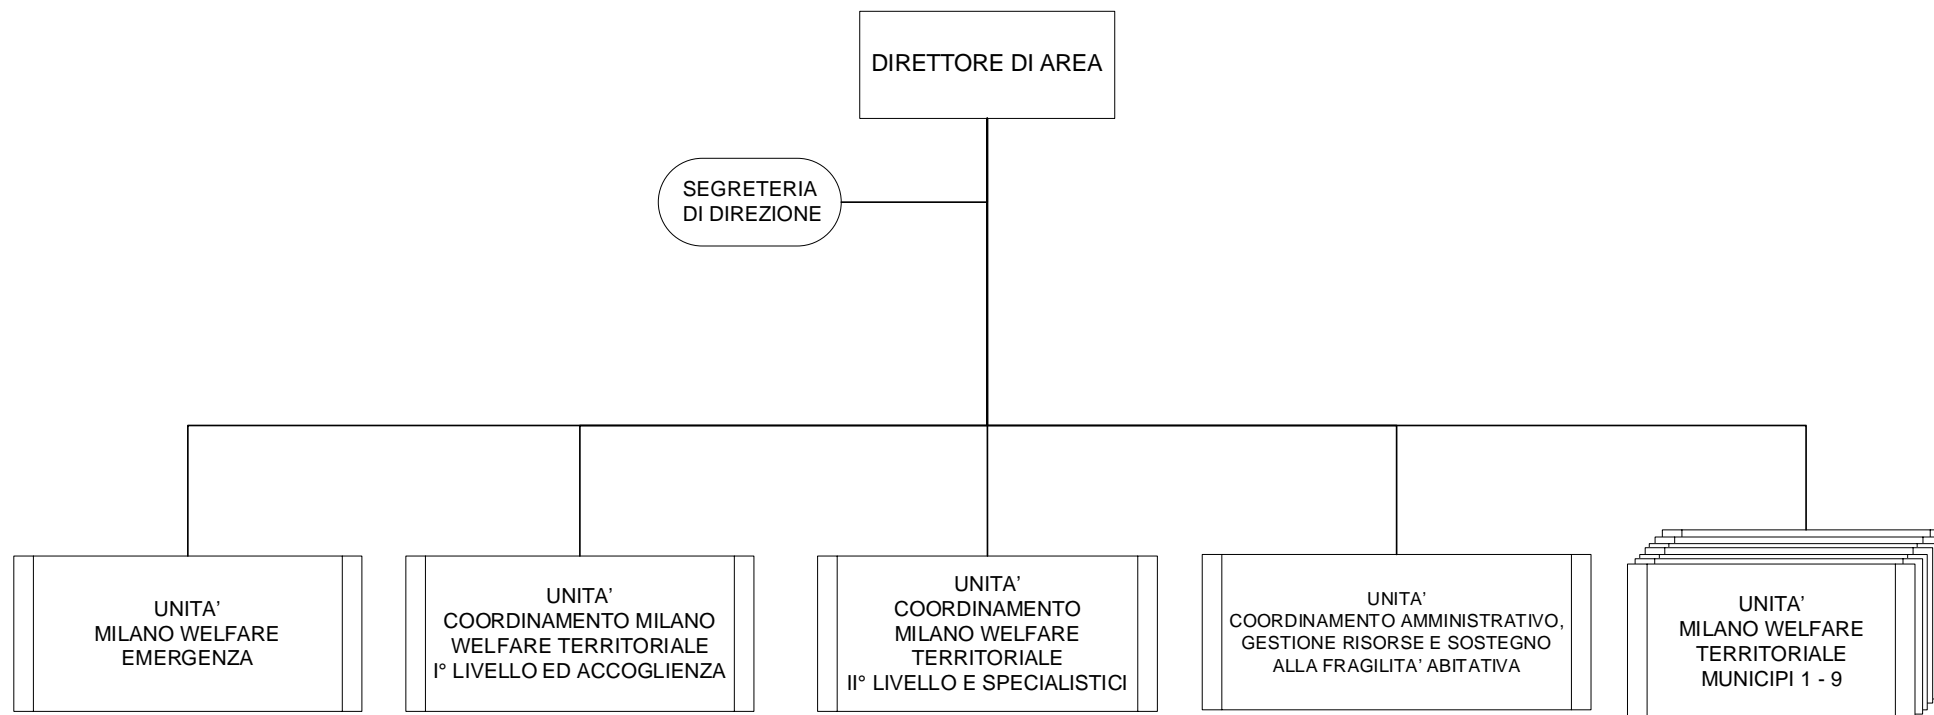 DIRETTORE DI AREA
SEGRETERIA
DI DIREZIONE
UNITA’
MILANO WELFARE
EMERGENZA
UNITA’
COORDINAMENTO MILANO
WELFARE TERRITORIALE
I° LIVELLO ED ACCOGLIENZA
UNITA’
COORDINAMENTO
MILANO WELFARE
TERRITORIALE
II° LIVELLO E SPECIALISTICI
UNITA’
COORDINAMENTO AMMINISTRATIVO,
GESTIONE RISORSE E SOSTEGNO
ALLA FRAGILITA’ ABITATIVA
UNITA’
MILANO WELFARE
TERRITORIALE
MUNICIPI 1 - 9